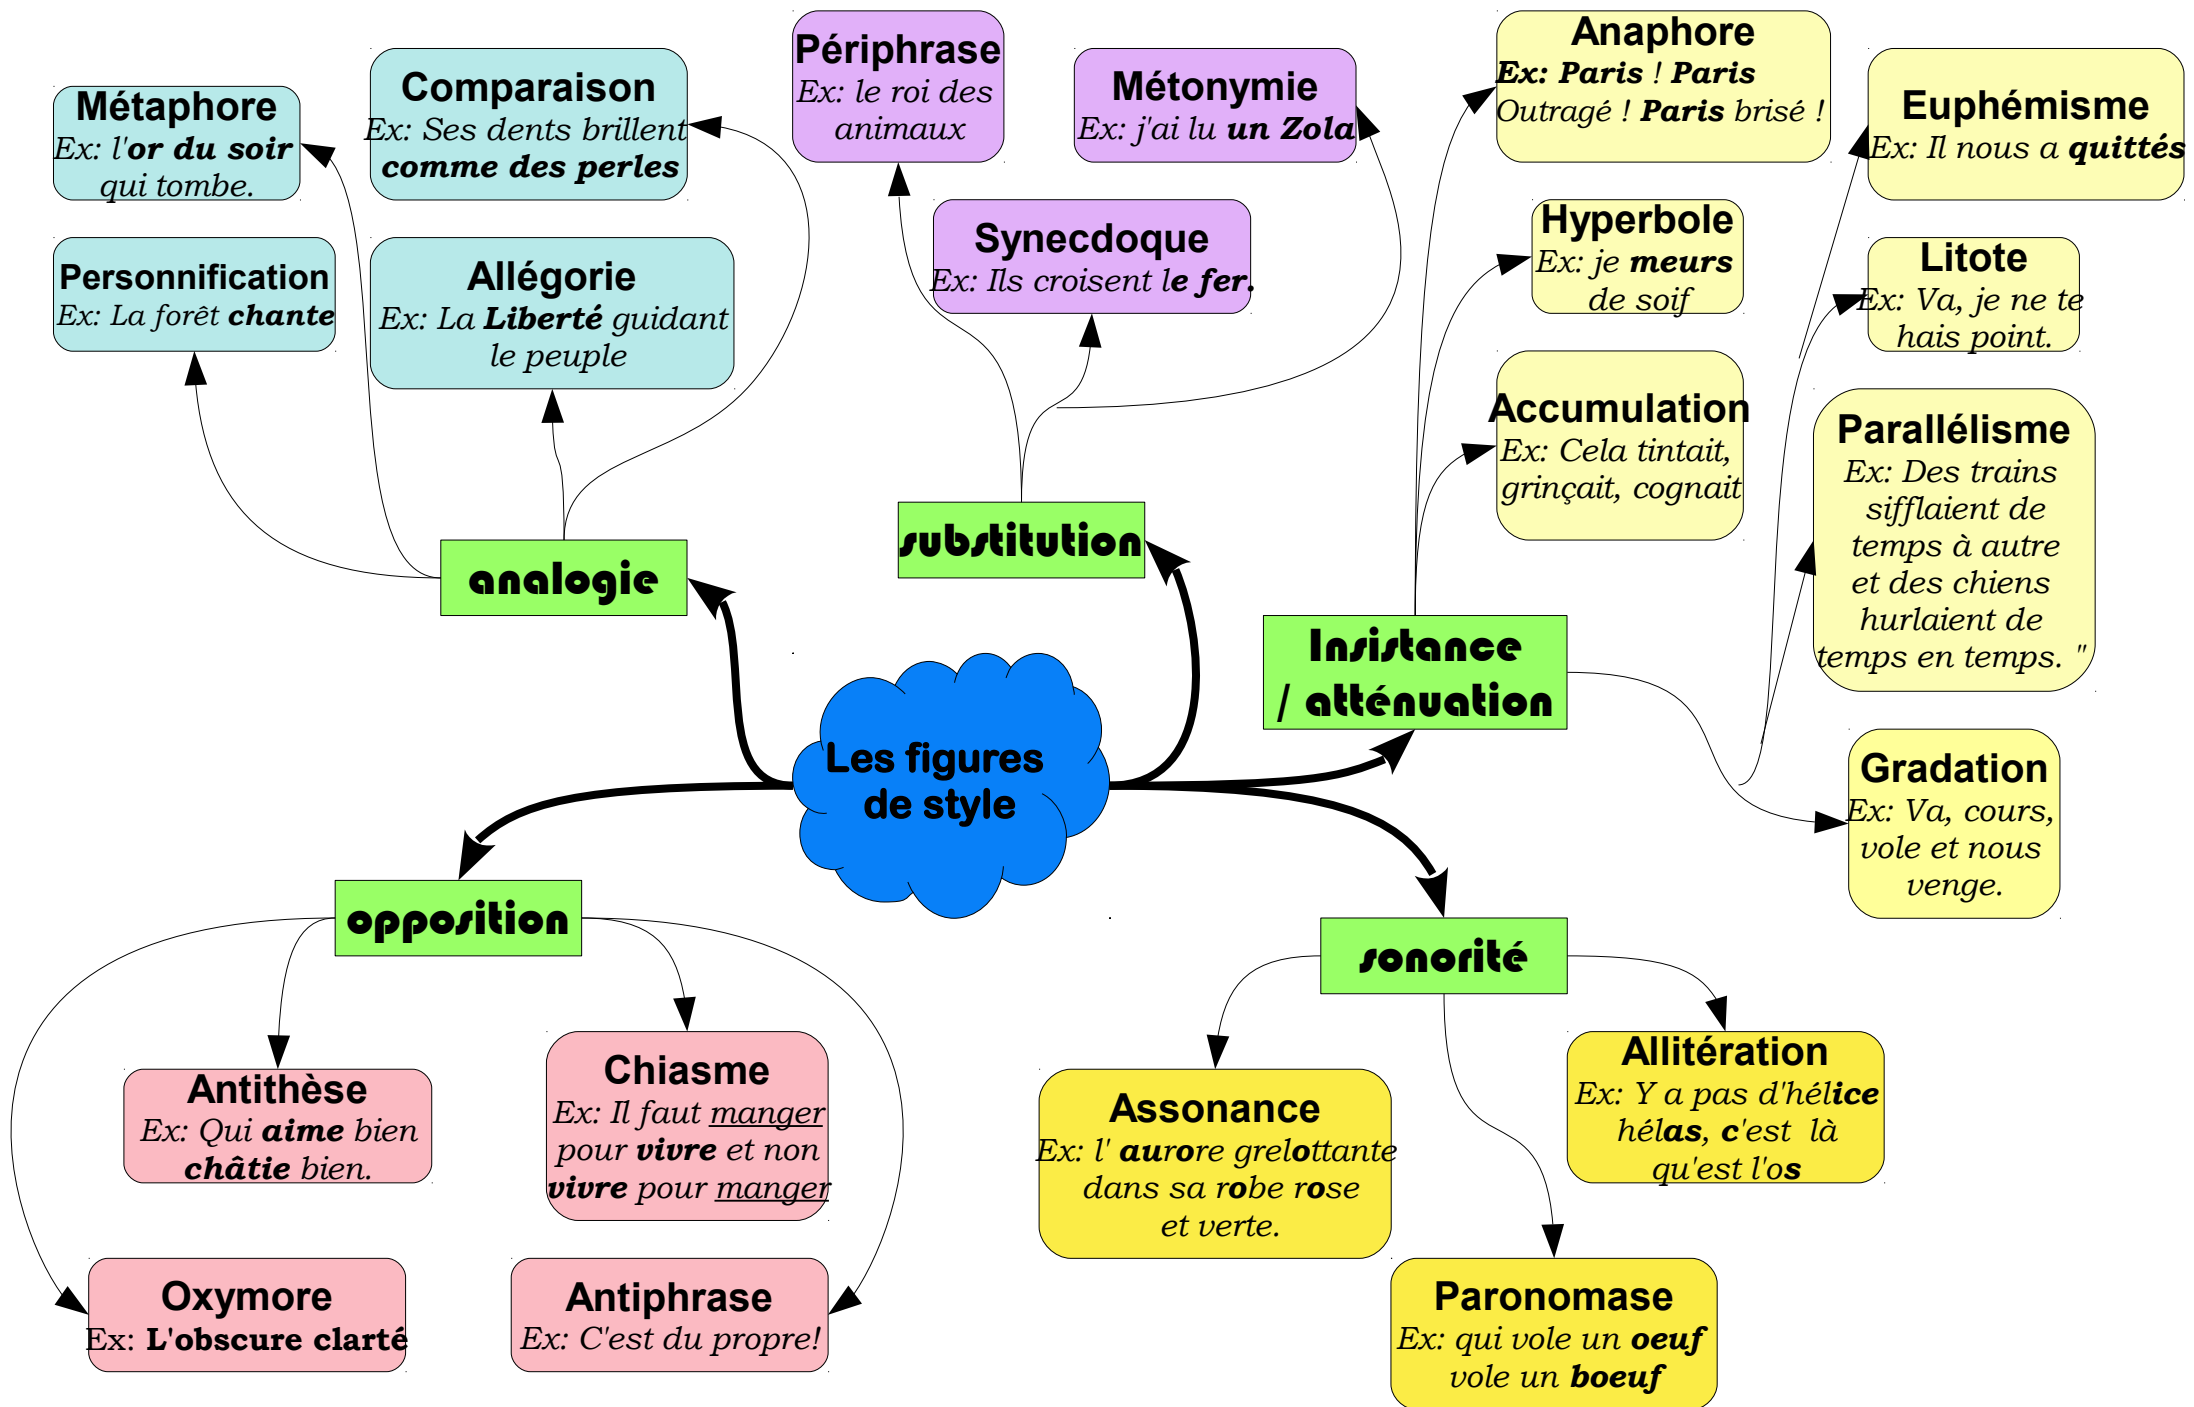 Métaphore
Ex: l'or du soir
qui tombe.
Comparaison
Ex: Ses dents brillent
comme des perles
Personnification
Ex: La forêt chante
Allégorie
Ex: La Liberté guidant
le peuple
analogie
Périphrase
Ex: le roi des
animaux
Métonymie
Ex: j'ai lu un Zola
Synecdoque
Ex: Ils croisent le fer.
substitution
Anaphore
Ex: Paris ! Paris
Outragé ! Paris brisé !
Hyperbole
Ex: je meurs
de soif
Accumulation
Ex: Cela tintait,
grinçait, cognait
Euphémisme
Ex: Il nous a quittés
Litote
Ex: Va, je ne te
hais point.
Parallélisme
Ex: Des trains
sifflaient de
temps à autre
et des chiens
hurlaient de
temps en temps. "
Gradation
Ex: Va, cours,
vole et nous
venge.
Insistance
/ atténuation
Les figures
de style
opposition
Antithèse
Ex: Qui aime bien
châtie bien.
Chiasme
Ex: Il faut manger
pour vivre et non
vivre pour manger
Oxymore
Ex: L'obscure clarté
Antiphrase
Ex: C'est du propre!
sonorité
Assonance
Ex: l' aurore grelottante
dans sa robe rose
et verte.
Allitération
Ex: Y a pas d'hélice
hélas, c'est là
qu'est l'os
Paronomase
Ex: qui vole un oeuf
vole un boeuf